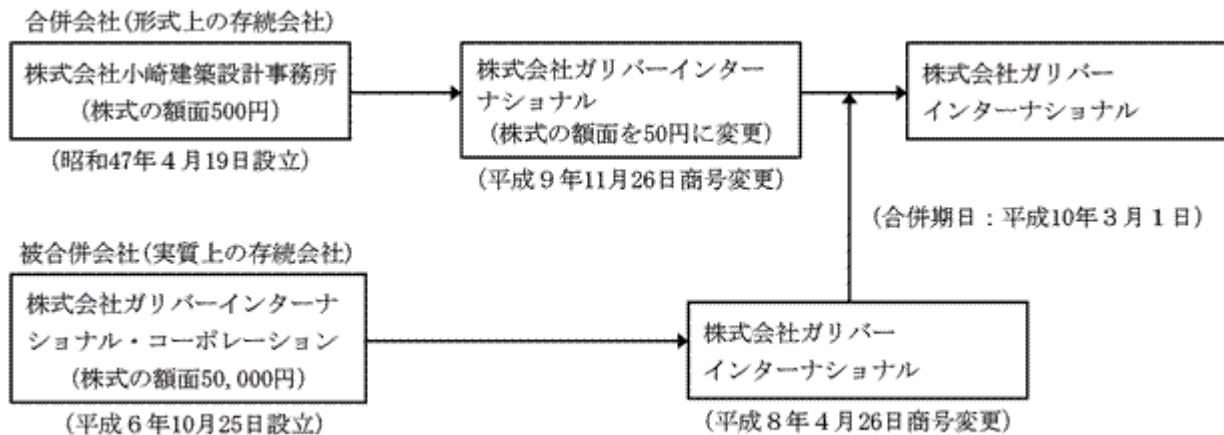 合併会社(形式上の存続会社)
株式会社小崎建築設計事務所
(株式の額面500円)
(昭和47年4月19日設立)
株式会社ガリバーインター
ナショナル
(株式の額面を50円に変更)
(平成9年11月26日商号変更)
株式会社ガリバー
インターナショナル
(合併期日：平成10年3月1日)
被合併会社(実質上の存続会社)
株式会社ガリバーインターナ
ショナル・コーポレーション
(株式の額面50,000円)
(平成6年10月25日設立)
株式会社ガリバー
インターナショナル
(平成8年4月26日商号変更)